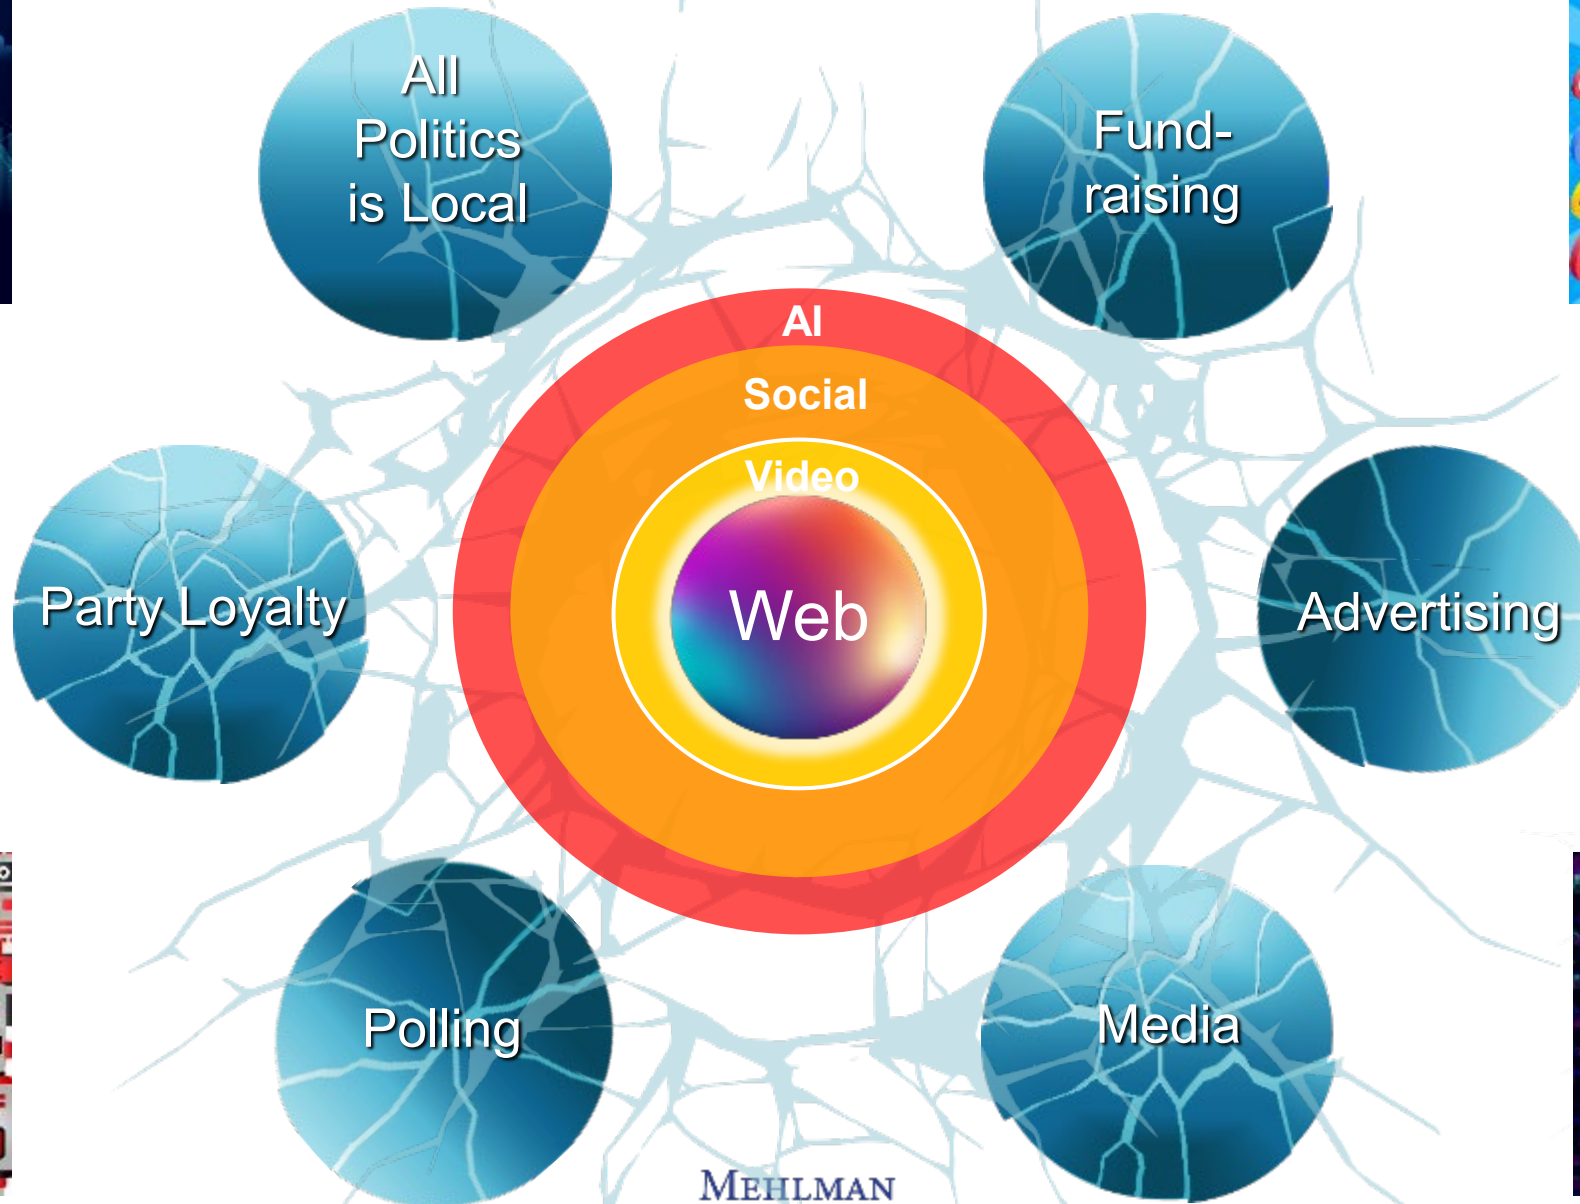 All
Politics
is Local
Fund-
raising
AI
Social
Video
Web
Party Loyalty
Advertising
Polling
Media
MEHLMAN